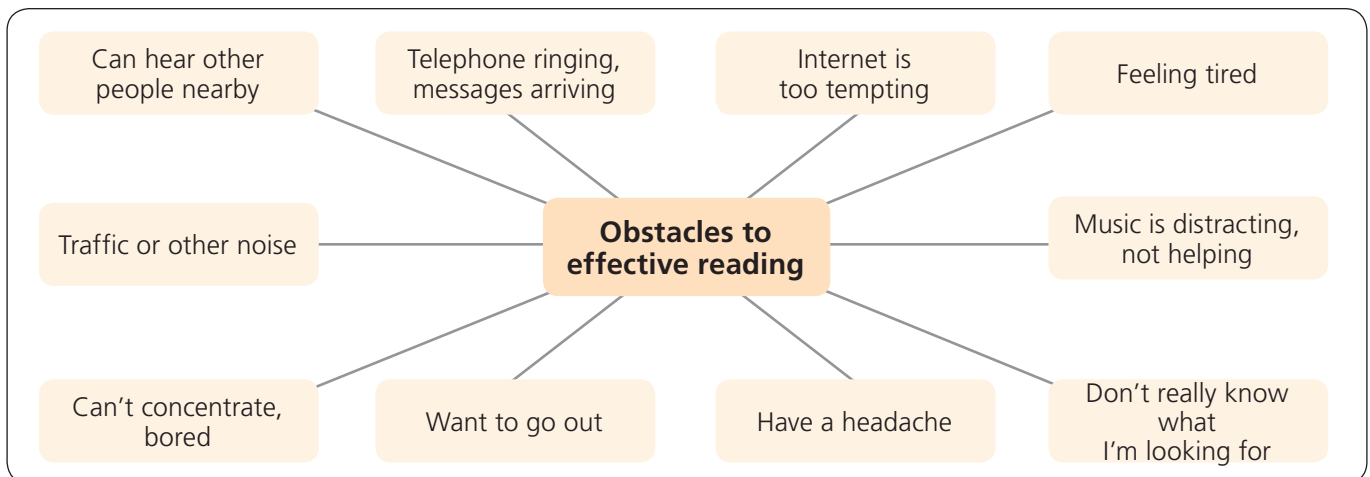 Can hear other
people nearby
Telephone ringing,
messages arriving
Internet is
too tempting
Feeling tired
Traffic or other noise
Obstacles to
effective reading
Music is distracting,
not helping
Can't concentrate,
bored
Want to go out
Have a headache
Don't really know
what
I'm looking for